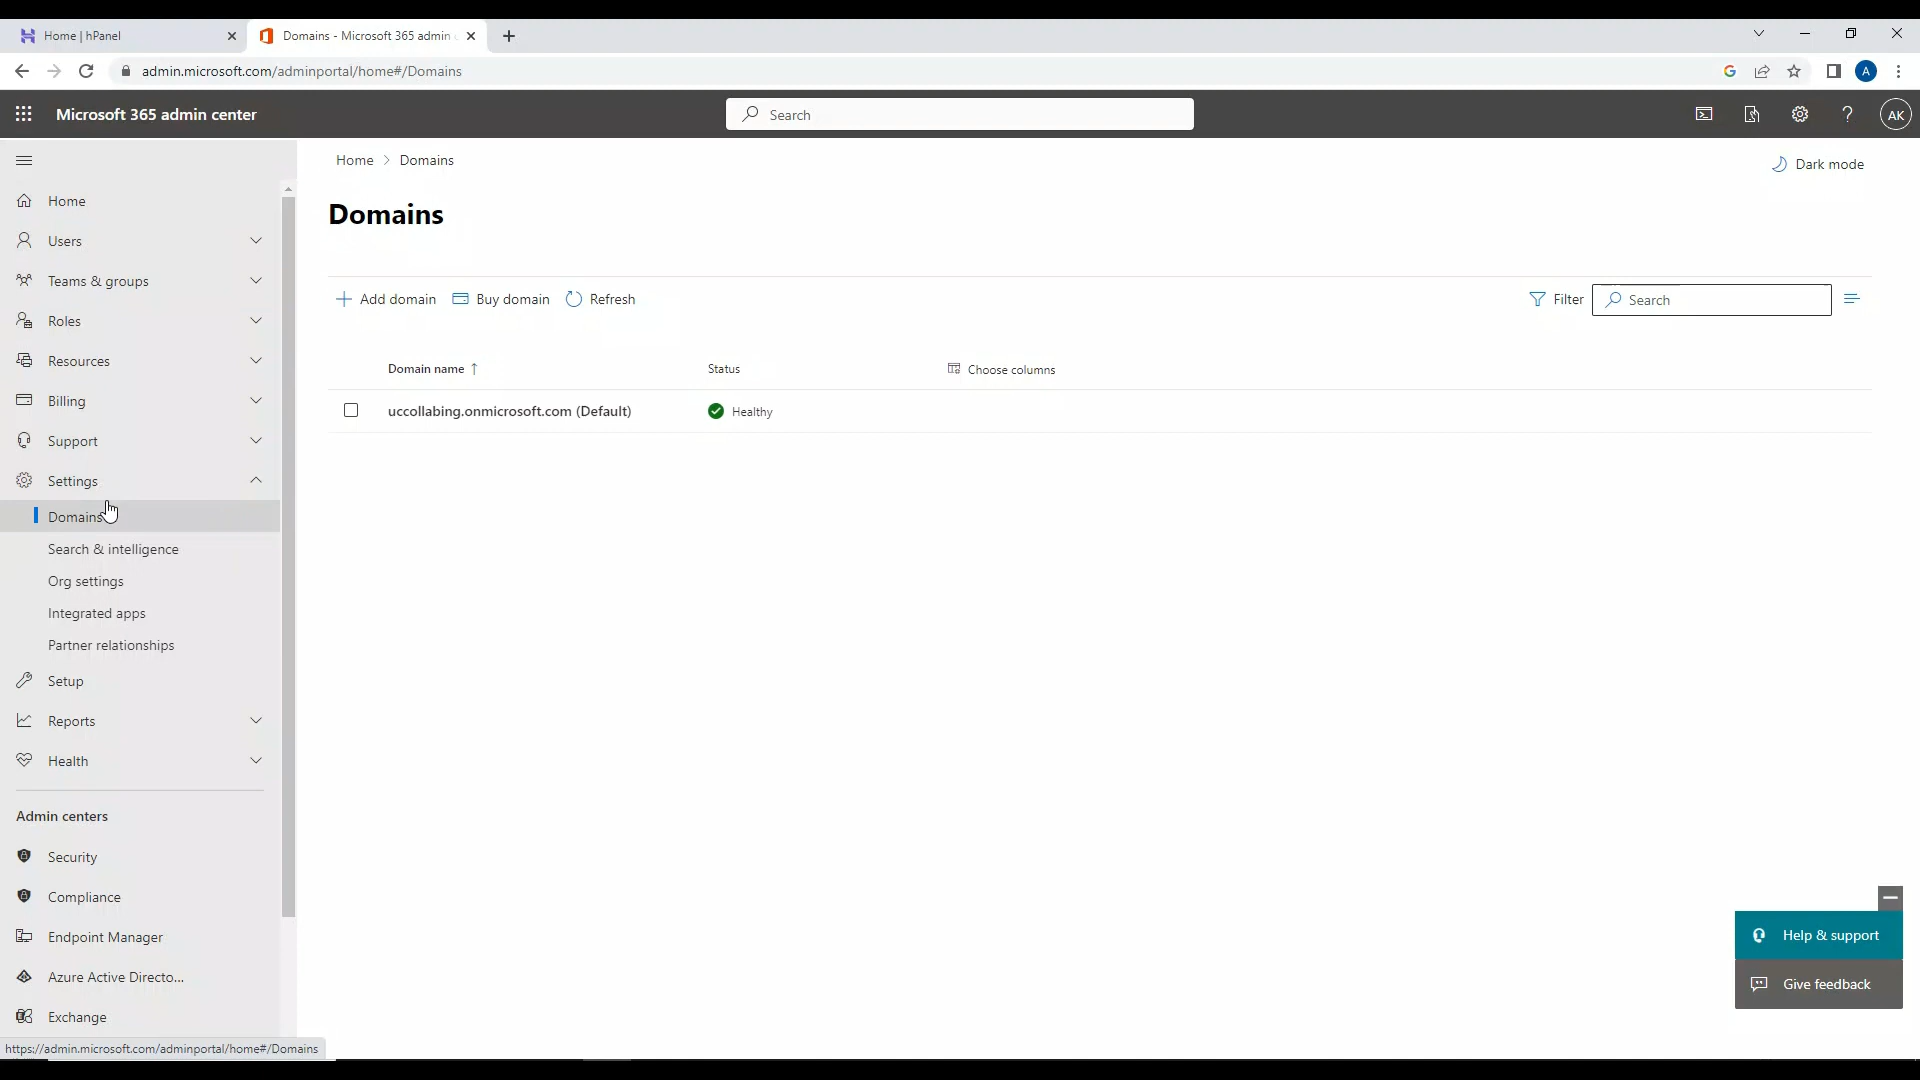 Home | hPanel
Domains - Microsoft 365 admin
admin.microsoft.com/adminportal/home#/Domains
A
Microsoft 365 admin center
Search
AK
Home > Domains
Dark mode
Home
Domains
Users
Teams & groups
Add domain
Buy domain
Refresh
Filter
Search
Roles
Resources
Domain name ↑
Status
Choose columns
Billing
uccollabing.onmicrosoft.com (Default)
Healthy
Support
Settings
Domains
Search & intelligence
Org settings
Integrated apps
Partner relationships
Setup
Reports
Health
Admin centers
Security
Compliance
Endpoint Manager
Help & support
Azure Active Directo...
Give feedback
Exchange
https://admin.microsoft.com/adminportal/home#/Domains